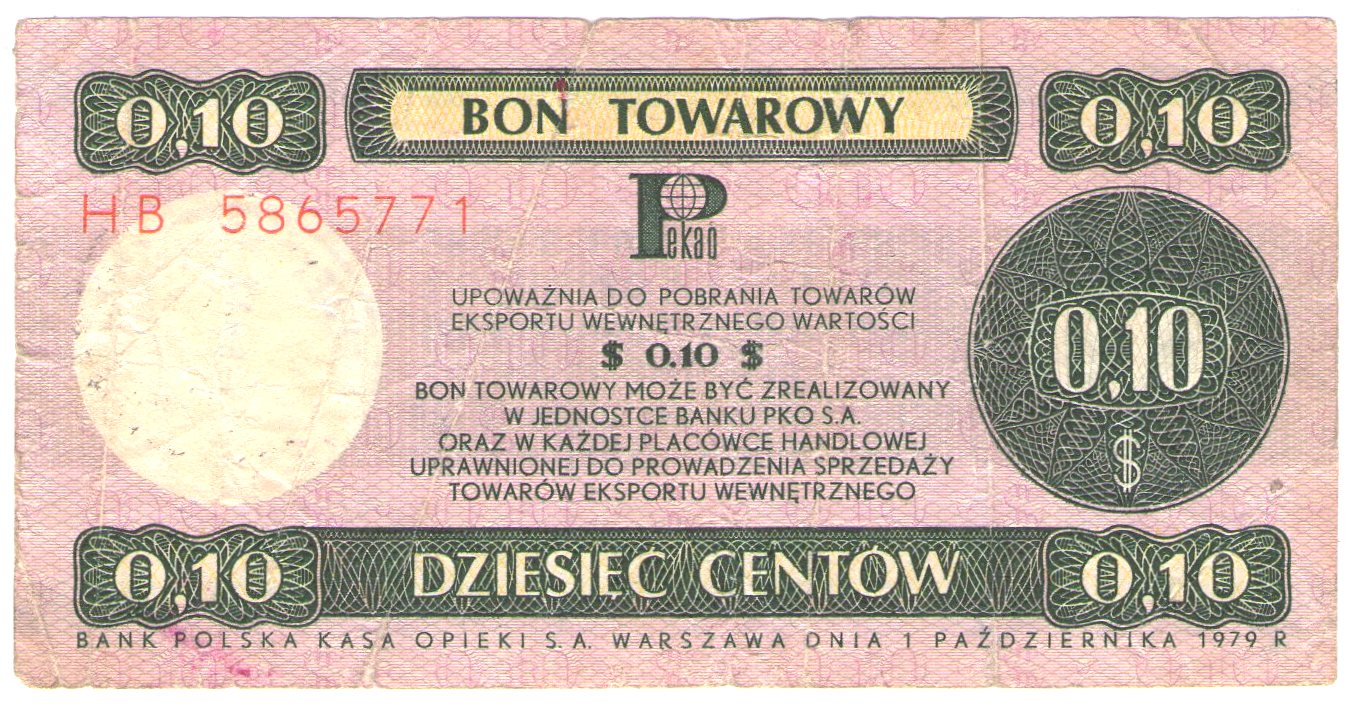 0,10 BON TOWAROWY 0,10
HB 5865771
Pekao
UPOWAŻNIA DO POBRANIA TOWARÓW
EKSPORTU WEWNĘTRZNEGO WARTOŚCI
$ 0.10 $
BON TOWAROWY MOŻE BYĆ ZREALIZOWANY
W JEDNOSTCE BANKU PKO S.A.
ORAZ W KAŻDEJ PLACÓWCE HANDLOWEJ
UPRAWNIONEJ DO PROWADZENIA SPRZEDAŻY
TOWARÓW EKSPORTU WEWNĘTRZNEGO
0,10
$
0,10 DZIESIĘĆ CENTÓW 0,10
BANK POLSKA KASA OPIEKI S.A. WARSZAWA DNIA 1 PAŹDZIERNIKA 1979 R